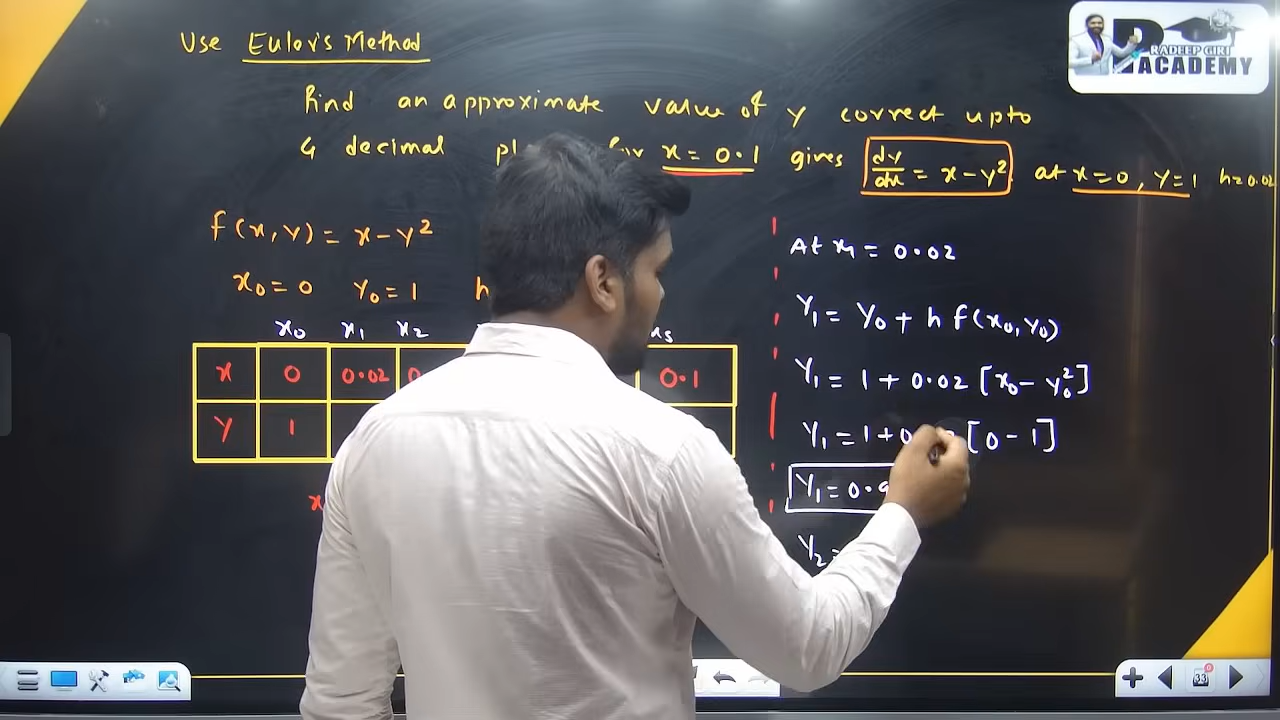 Use Euler's Method
PRADEEP GIRI
ACADEMY
Find an approximate value of y correct upto
4 decimal for x = 0.1 gives dy/dx = x - y² at x=0, y=1 h=0.02
f(x,y) = x - y²
x₀ = 0 y₀ = 1 h
x₀ x₁ x₂ x₅
x 0 0.02 0.1
y 1
x
At x₁ = 0.02
y₁ = y₀ + h f(x₀,y₀)
y₁ = 1 + 0.02 [x₀ - y₀²]
y₁ = 1 + [0 - 1]
y₁ = 0.9
y₂ =
33